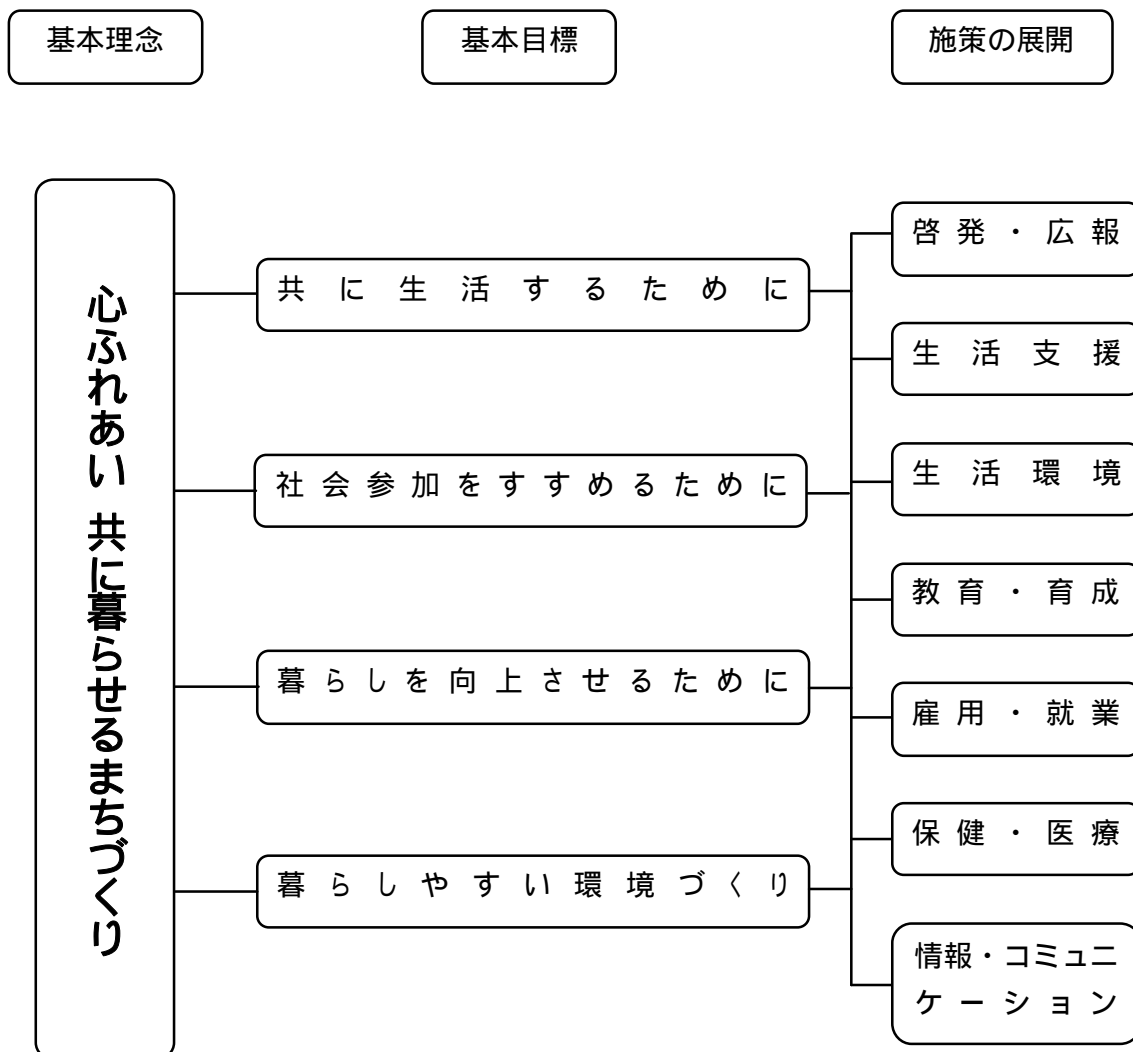 基本理念
基本目標
施策の展開
心ふれあい 共に暮らせるまちづくり
共に生活するために
社会参加をすすめるために
暮らしを向上させるために
暮らしやすい環境づくり
啓発・広報
生活支援
生活環境
教育・育成
雇用・就業
保健・医療
情報・コミュニ
ケーション